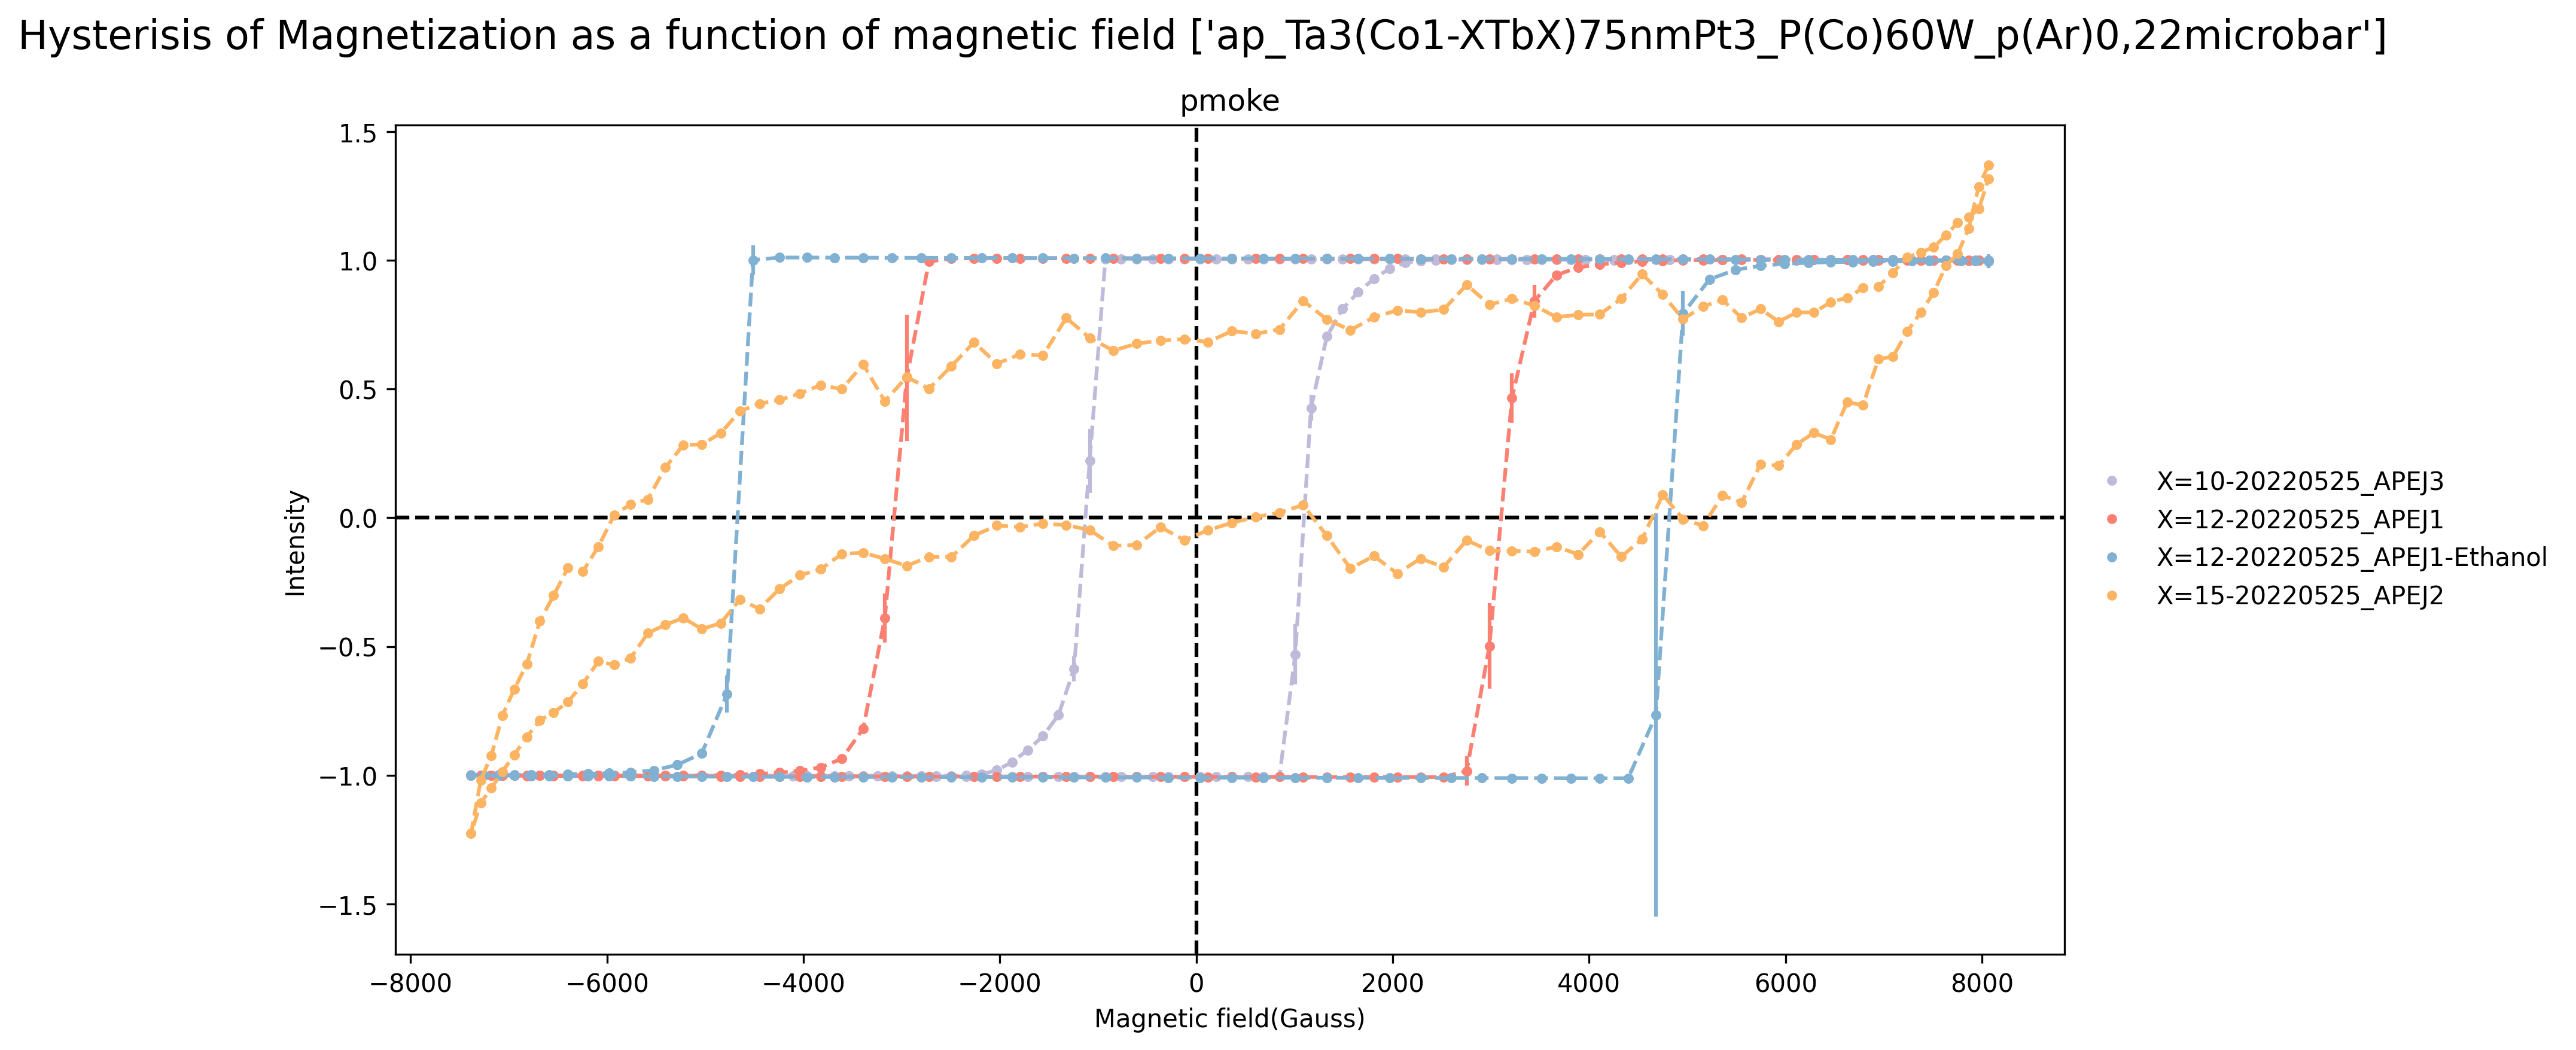 Hysterisis of Magnetization as a function of magnetic field ['ap_Ta3(Co1-XTbX)75nmPt3_P(Co)60W_p(Ar)0,22microbar']
pmoke
1.5
1.0
0.5
0.0
−0.5
−1.0
−1.5
Intensity
−8000 −6000 −4000 −2000 0 2000 4000 6000 8000
Magnetic field(Gauss)
X=10-20220525_APEJ3
X=12-20220525_APEJ1
X=12-20220525_APEJ1-Ethanol
X=15-20220525_APEJ2